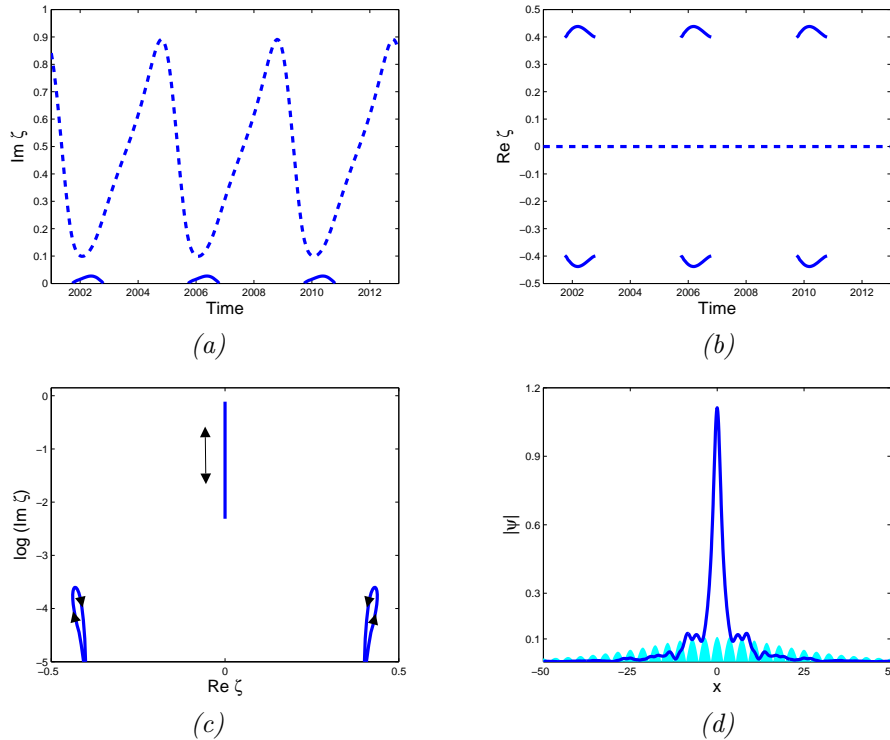 1
0.9
0.8
0.7
0.6
0.5
0.4
0.3
0.2
0.1
0
Im ζ
2002 2004 2006 2008 2010 2012
Time
(a)
0.5
0.4
0.3
0.2
0.1
0
−0.1
−0.2
−0.3
−0.4
−0.5
Re ζ
2002 2004 2006 2008 2010 2012
Time
(b)
0
−1
−2
−3
−4
−5
log (Im ζ)
−0.5 0 0.5
Re ζ
(c)
1.2
0.9
0.6
0.3
0.1
|ψ|
−50 −25 0 25 50
x
(d)